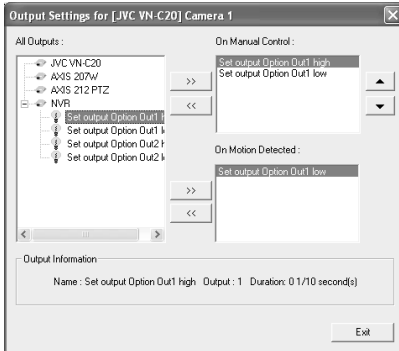 Output Settings for [JVC VN-C20] Camera 1
All Outputs :
JVC VN-C20
AXIS 207W
AXIS 212 PTZ
NVR
Set output Option Out1 h
Set output Option Out1 l
Set output Option Out2 h
Set output Option Out2 l
>>
<<
On Manual Control :
Set output Option Out1 high
Set output Option Out1 low
>>
<<
On Motion Detected :
Set output Option Out1 low
Output Information
Name : Set output Option Out1 high Output : 1 Duration: 0 1/10 second(s)
Exit